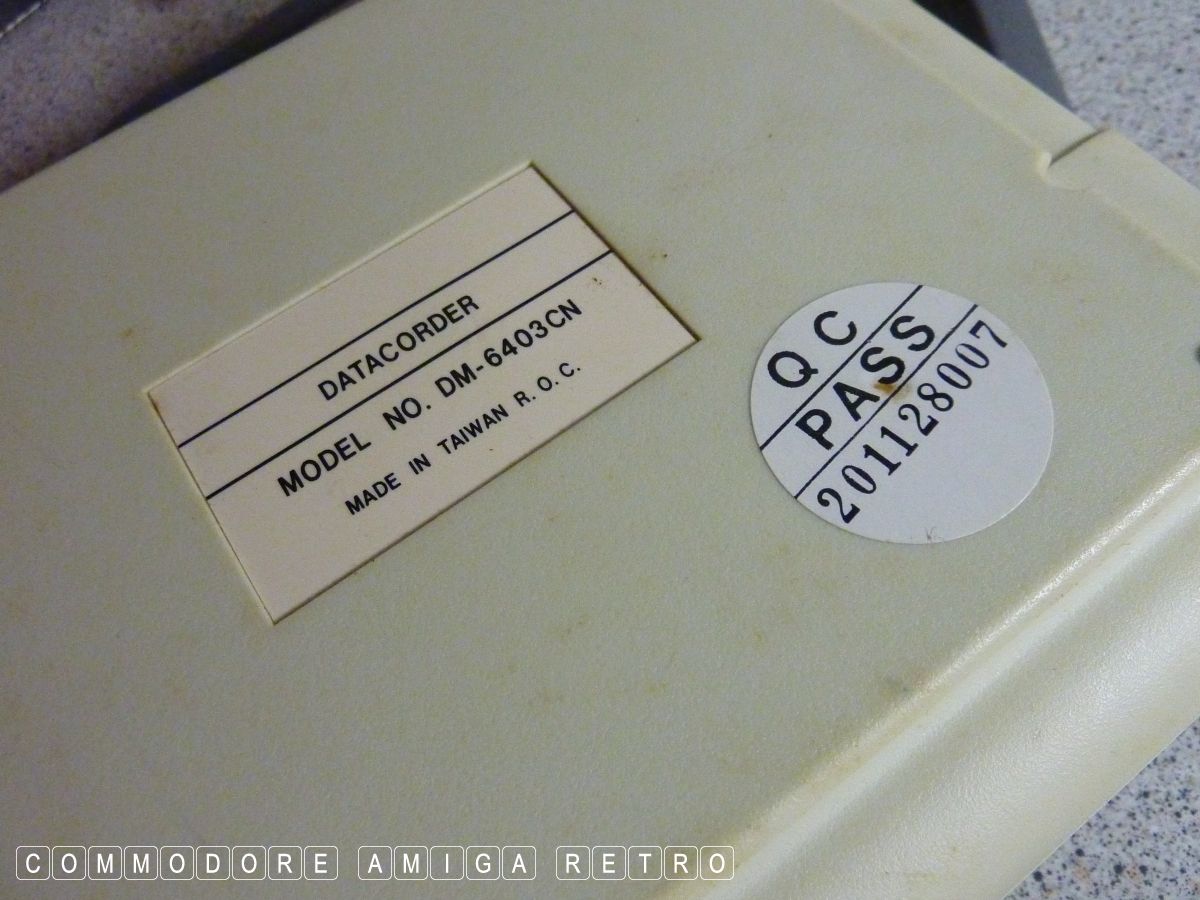 DATACORDER
MODEL NO. DM-6403CN
MADE IN TAIWAN R.O.C.
QC
PASS
201128007
COMMODORE AMIGA RETRO